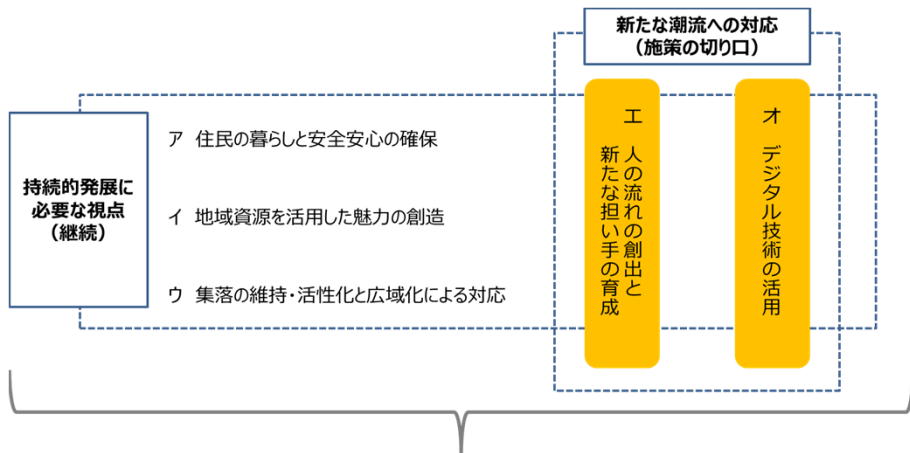 新たな潮流への対応
（施策の切り口）
持続的発展に
必要な視点
（継続）
ア 住民の暮らしと安全安心の確保
イ 地域資源を活用した魅力の創造
ウ 集落の維持・活性化と広域化による対応
エ 人の流れの創出と
新たな担い手の育成
オ デジタル技術の活用